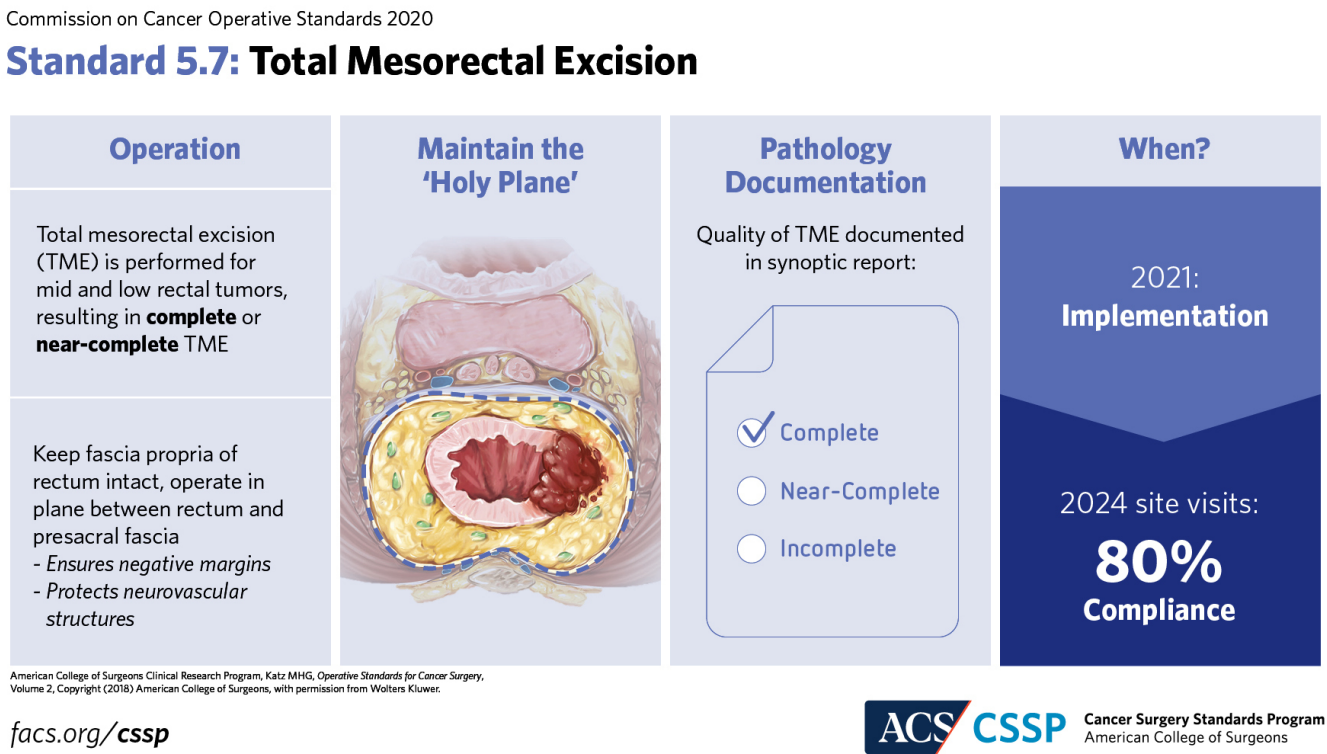 Commission on Cancer Operative Standards 2020
Standard 5.7: Total Mesorectal Excision
Operation
Total mesorectal excision
(TME) is performed for
mid and low rectal tumors,
resulting in complete or
near-complete TME
Keep fascia propria of
rectum intact, operate in
plane between rectum and
presacral fascia
- Ensures negative margins
- Protects neurovascular
structures
Maintain the
‘Holy Plane’
Pathology
Documentation
Quality of TME documented
in synoptic report:
Complete
Near-Complete
Incomplete
When?
2021:
Implementation
2024 site visits:
80%
Compliance
American College of Surgeons Clinical Research Program, Katz MHG, Operative Standards for Cancer Surgery,
Volume 2, Copyright (2018) American College of Surgeons, with permission from Wolters Kluwer.
facs.org/cssp
ACS CSSP
Cancer Surgery Standards Program
American College of Surgeons